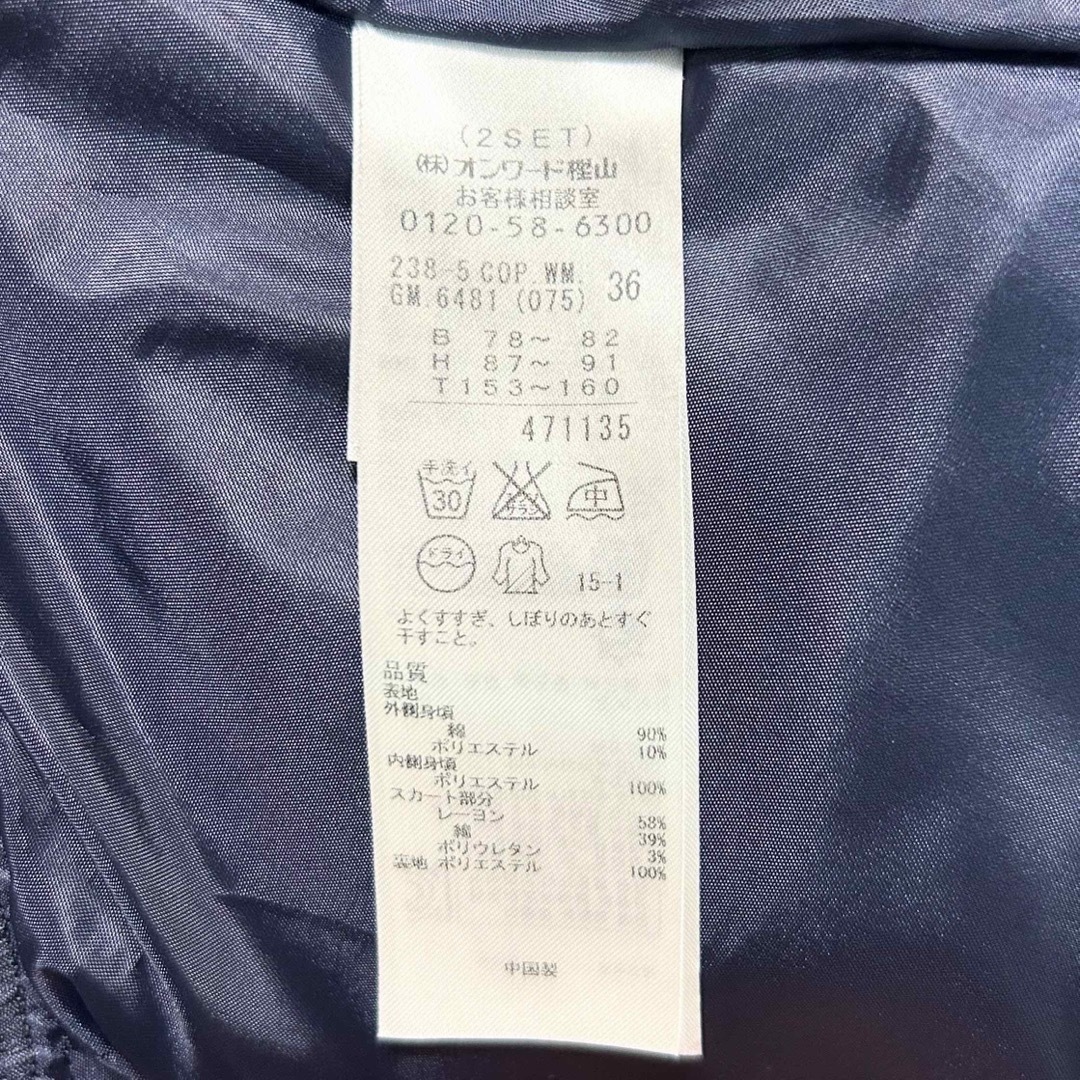 (2SET)
(株)オンワード樫山
お客様相談室
0120-58-6300
238-5 COP.WM.
GM.6481 (075) 36
B 78～ 82
H 87～ 91
T153～160
471135
手洗イ
30
サラシ
中
ドライ
15-1
よくすすぎ、しぼりのあとすぐ
干すこと。
品質
表地
外側身頃
綿 90%
ポリエステル 10%
内側身頃
ポリエステル 100%
スカート部分
レーヨン 58%
綿 39%
ポリウレタン 3%
裏地 ポリエステル 100%
中国製